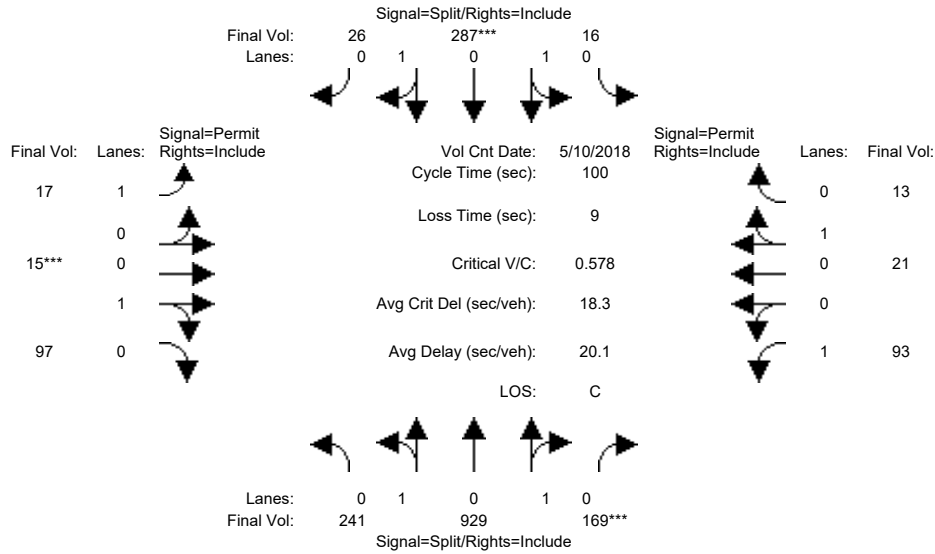 Signal=Split/Rights=Include
Final Vol: 26 287*** 16
Lanes: 0 1 0 1 0
Signal=Permit Signal=Permit
Final Vol: Lanes: Rights=Include Vol Cnt Date: 5/10/2018 Rights=Include Lanes: Final Vol:
Cycle Time (sec): 100
17 1 0 13
Loss Time (sec): 9
0 1
15*** 0 Critical V/C: 0.578 0 21
1 Avg Crit Del (sec/veh): 18.3 0
97 0 Avg Delay (sec/veh): 20.1 1 93
LOS: C
Lanes: 0 1 0 1 0
Final Vol: 241 929 169***
Signal=Split/Rights=Include